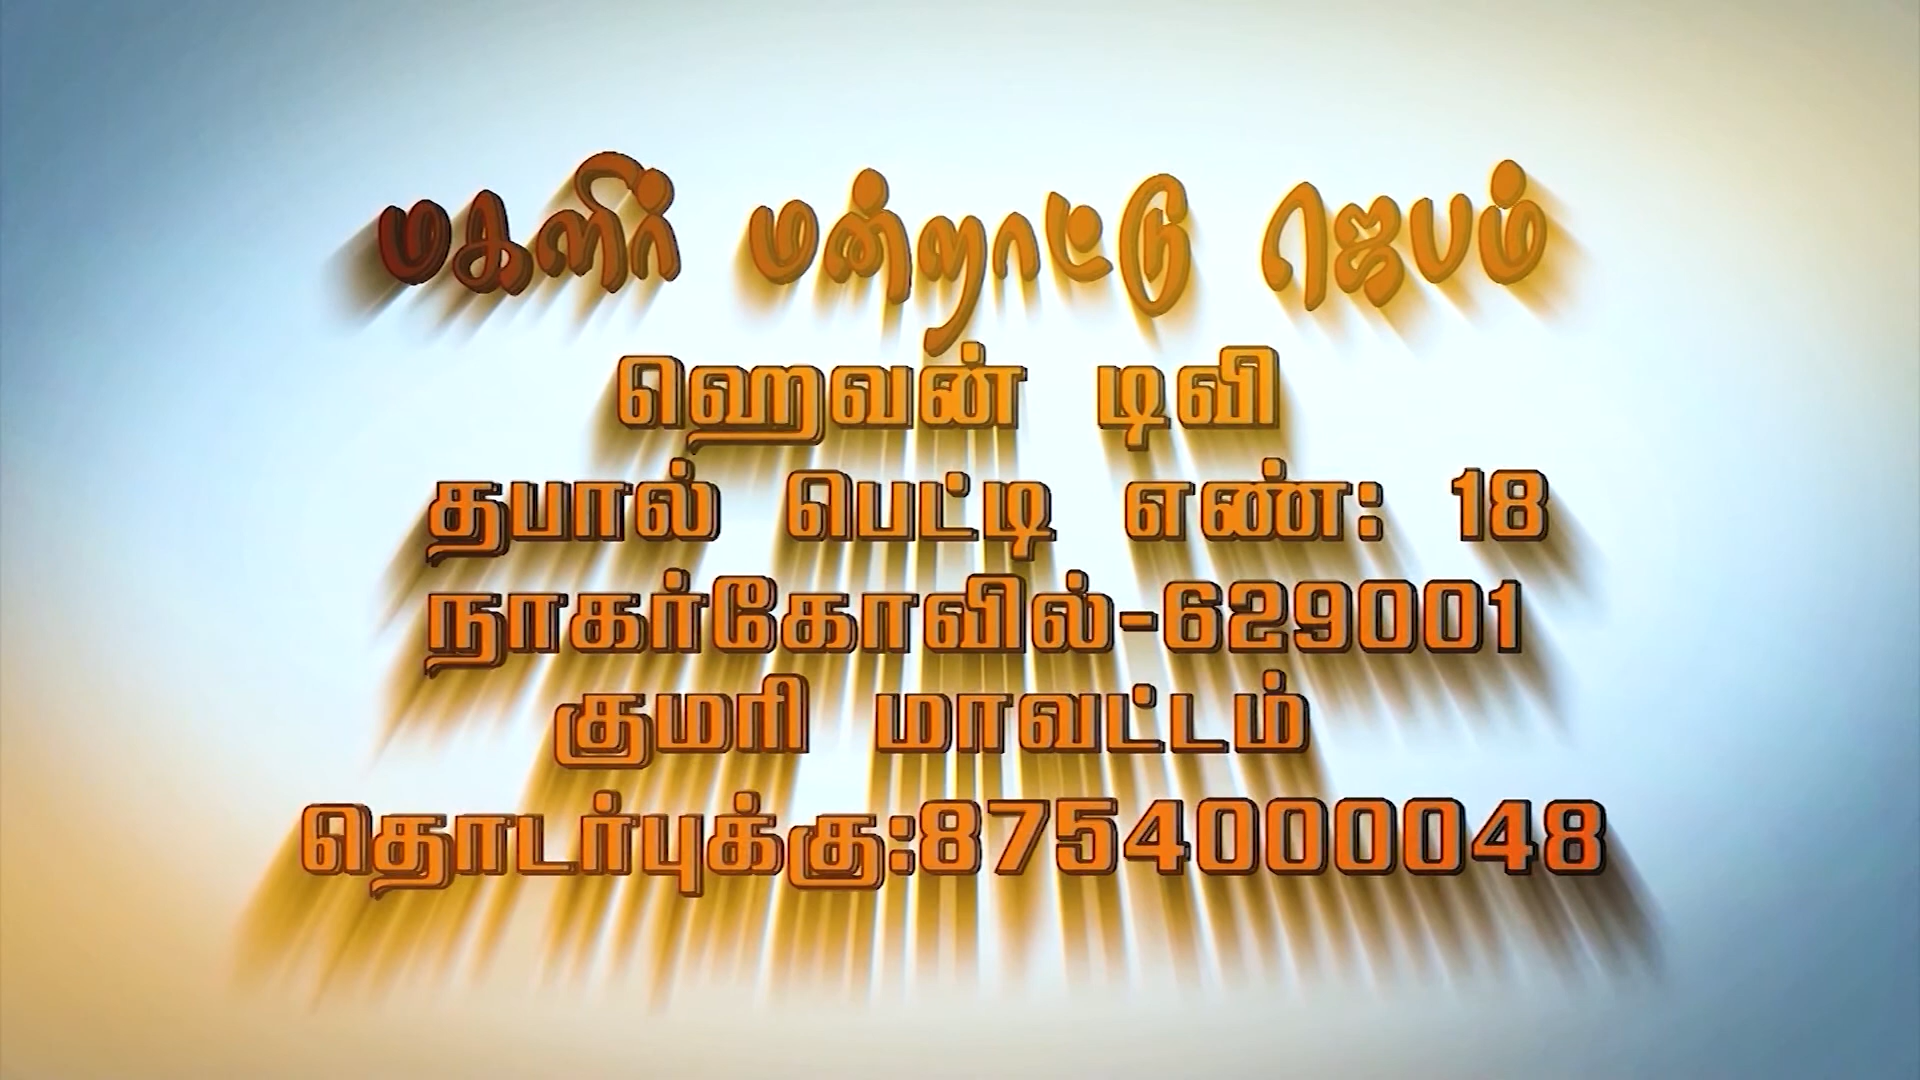 மகளிர் மன்றாட்டு ஜெபம்
ஹெவன் டிவி
தபால் பெட்டி எண்: 18
நாகர்கோவில்-629001
குமரி மாவட்டம்
தொடர்புக்கு:8754000048